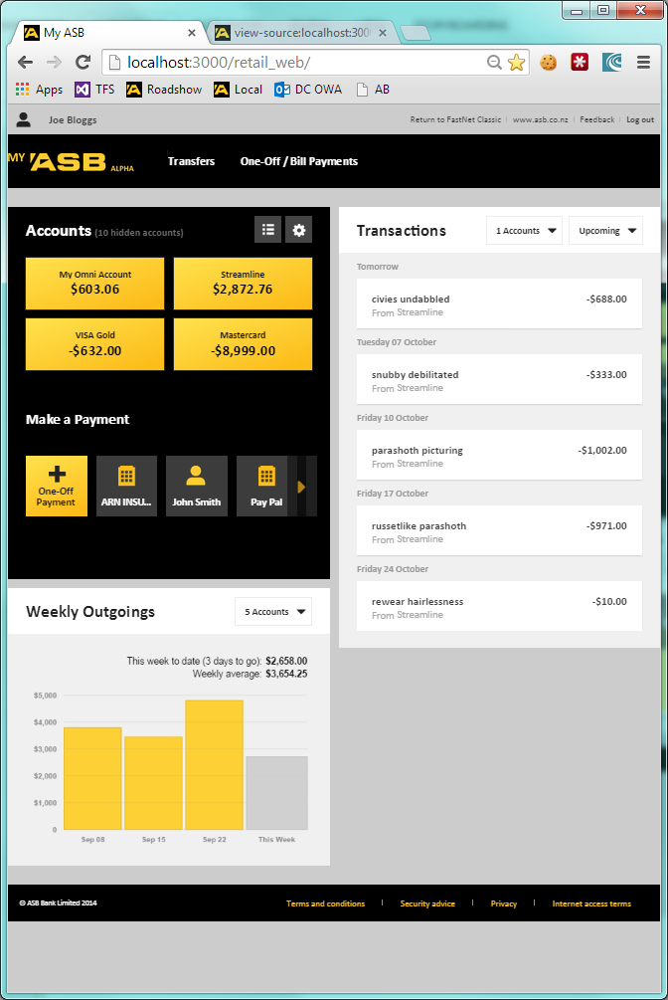 My ASB
view-source:localhost:300
localhost:3000/retail_web/
Apps TFS Roadshow Local DC OWA AB
Joe Bloggs Return to FastNet Classic www.asb.co.nz Feedback Log out
MY ASB ALPHA Transfers One-Off / Bill Payments
Accounts (10 hidden accounts)
My Omni Account
$603.06
Streamline
$2,872.76
VISA Gold
-$632.00
Mastercard
-$8,999.00
Make a Payment
One-Off
Payment
ARN INSU...
John Smith
Pay Pal
Weekly Outgoings 5 Accounts
This week to date (3 days to go): $2,658.00
Weekly average: $3,654.25
$5,000
$4,000
$3,000
$2,000
$1,000
0
Sep 08 Sep 15 Sep 22 This Week
Transactions 1 Accounts Upcoming
Tomorrow
civies undabbled -$688.00
From Streamline
Tuesday 07 October
snubby debilitated -$333.00
From Streamline
Friday 10 October
parashoth picturing -$1,002.00
From Streamline
Friday 17 October
russetlike parashoth -$971.00
From Streamline
Friday 24 October
rewear hairlessness -$10.00
From Streamline
© ASB Bank Limited 2014 Terms and conditions Security advice Privacy Internet access terms